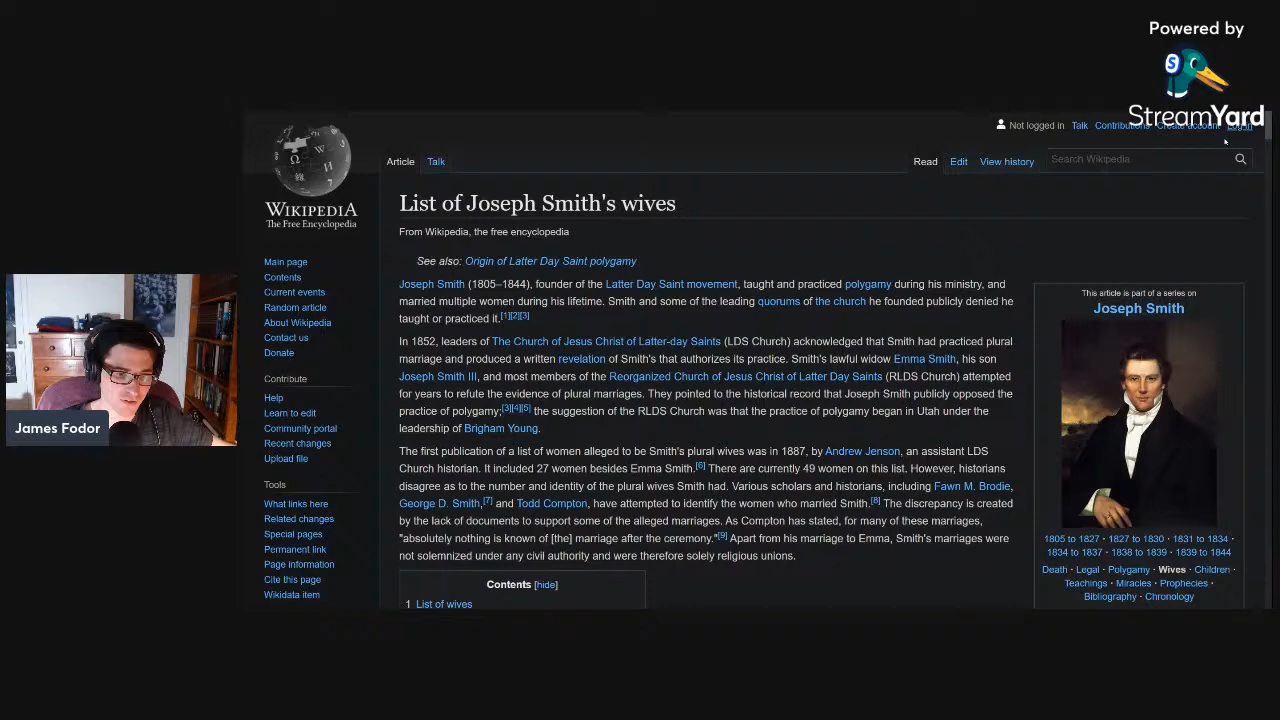 Powered by
StreamYard
Not logged in Talk Contributions Create account Log in
Article Talk Read Edit View history Search Wikipedia
WIKIPEDIA
The Free Encyclopedia
List of Joseph Smith's wives
From Wikipedia, the free encyclopedia
See also: Origin of Latter Day Saint polygamy
Joseph Smith (1805–1844), founder of the Latter Day Saint movement, taught and practiced polygamy during his ministry, and
married multiple women during his lifetime. Smith and some of the leading quorums of the church he founded publicly denied he
taught or practiced it.[1][2][3]
In 1852, leaders of The Church of Jesus Christ of Latter-day Saints (LDS Church) acknowledged that Smith had practiced plural
marriage and produced a written revelation of Smith's that authorizes its practice. Smith's lawful widow Emma Smith, his son
Joseph Smith III, and most members of the Reorganized Church of Jesus Christ of Latter Day Saints (RLDS Church) attempted
for years to refute the evidence of plural marriages. They pointed to the historical record that Joseph Smith publicly opposed the
practice of polygamy;[3][4][5] the suggestion of the RLDS Church was that the practice of polygamy began in Utah under the
leadership of Brigham Young.
The first publication of a list of women alleged to be Smith's plural wives was in 1887, by Andrew Jenson, an assistant LDS
Church historian. It included 27 women besides Emma Smith.[6] There are currently 49 women on this list. However, historians
disagree as to the number and identity of the plural wives Smith had. Various scholars and historians, including Fawn M. Brodie,
George D. Smith,[7] and Todd Compton, have attempted to identify the women who married Smith.[8] The discrepancy is created
by the lack of documents to support some of the alleged marriages. As Compton has stated, for many of these marriages,
"absolutely nothing is known of [the] marriage after the ceremony."[9] Apart from his marriage to Emma, Smith's marriages were
not solemnized under any civil authority and were therefore solely religious unions.
Contents [hide]
1 List of wives
This article is part of a series on
Joseph Smith
1805 to 1827 · 1827 to 1830 · 1831 to 1834 ·
1834 to 1837 · 1838 to 1839 · 1839 to 1844
Death · Legal · Polygamy · Wives · Children ·
Teachings · Miracles · Prophecies ·
Bibliography · Chronology
Main page
Contents
Current events
Random article
About Wikipedia
Contact us
Donate
Contribute
Help
Learn to edit
Community portal
Recent changes
Upload file
Tools
What links here
Related changes
Special pages
Permanent link
Page information
Cite this page
Wikidata item
James Fodor